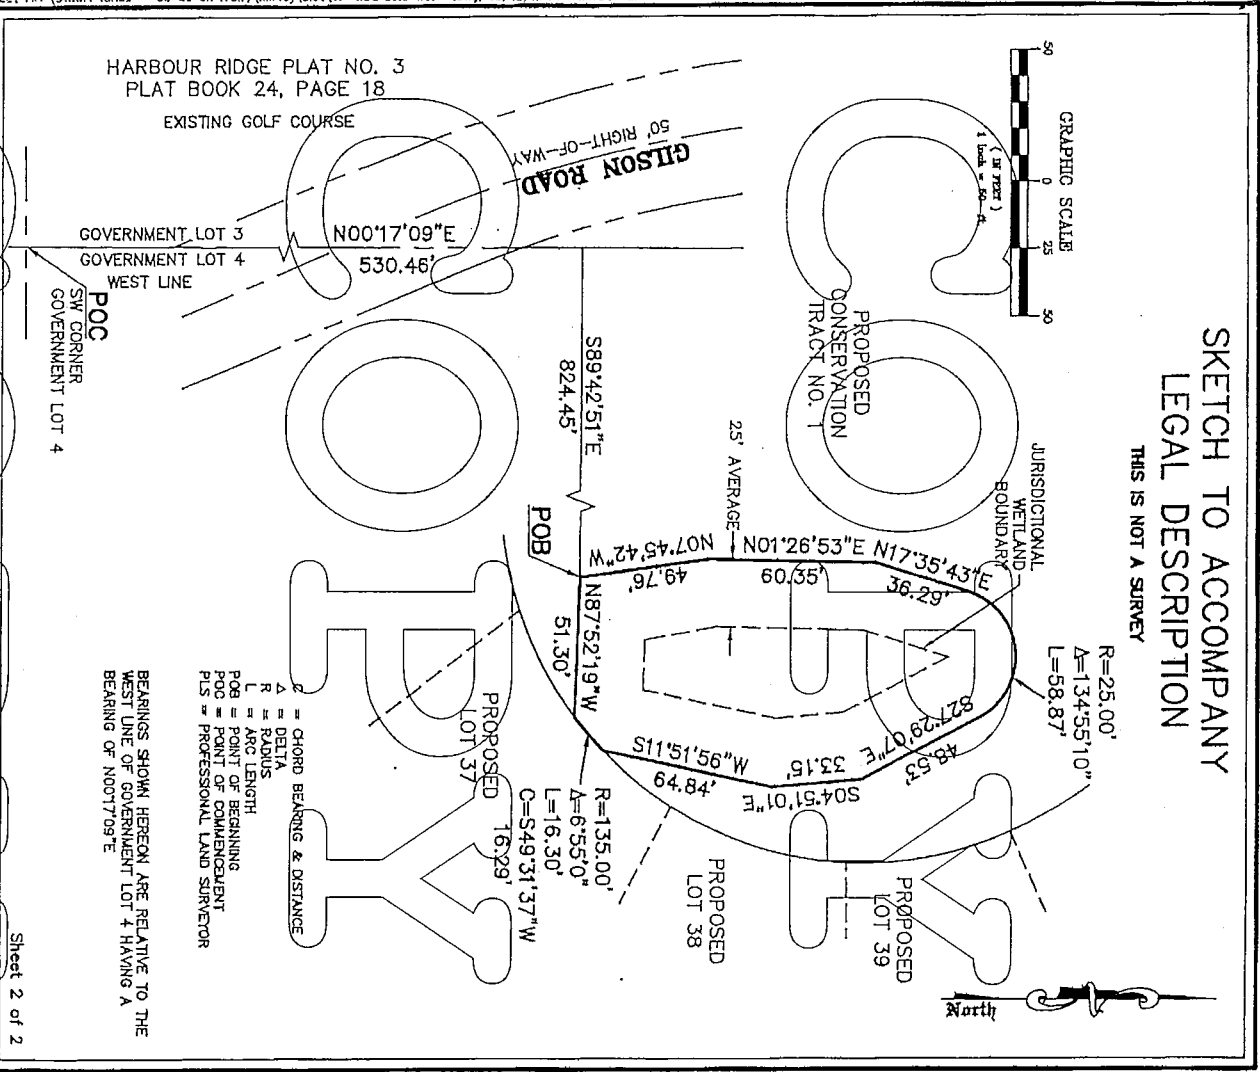 SKETCH TO ACCOMPANY
LEGAL DESCRIPTION
THIS IS NOT A SURVEY
GRAPHIC SCALE
50
0
25
50
( IN FEET )
1 inch = 50 ft.
HARBOUR RIDGE PLAT NO. 3
PLAT BOOK 24, PAGE 18
EXISTING GOLF COURSE
50' RIGHT-OF-WAY
GILSON ROAD
GOVERNMENT LOT 3
GOVERNMENT LOT 4
WEST LINE
N00°17'09"E
530.46'
POC
SW CORNER
GOVERNMENT LOT 4
S89°42'51"E
824.45'
PROPOSED
CONSERVATION
TRACT NO. 1
25' AVERAGE
JURISDICTIONAL
WETLAND
BOUNDARY
POB
N07°45'42"W
49.76'
N01°26'53"E
60.35'
N17°35'43"E
36.29'
R=25.00'
Δ=134°55'10"
L=58.87'
S27°29'07"E
48.53'
S04°51'01"E
33.15'
S11°51'56"W
64.84'
N87°52'19"W
51.30'
R=135.00'
Δ=6°55'0"
L=16.30'
C=S49°31'37"W
16.29'
PROPOSED
LOT 37
PROPOSED
LOT 38
PROPOSED
LOT 39
C = CHORD BEARING & DISTANCE
Δ = DELTA
R = RADIUS
L = ARC LENGTH
POB = POINT OF BEGINNING
POC = POINT OF COMMENCEMENT
PLS = PROFESSIONAL LAND SURVEYOR
BEARINGS SHOWN HEREON ARE RELATIVE TO THE
WEST LINE OF GOVERNMENT LOT 4 HAVING A
BEARING OF N00°17'09"E
North
Sheet 2 of 2
COPY
COPY